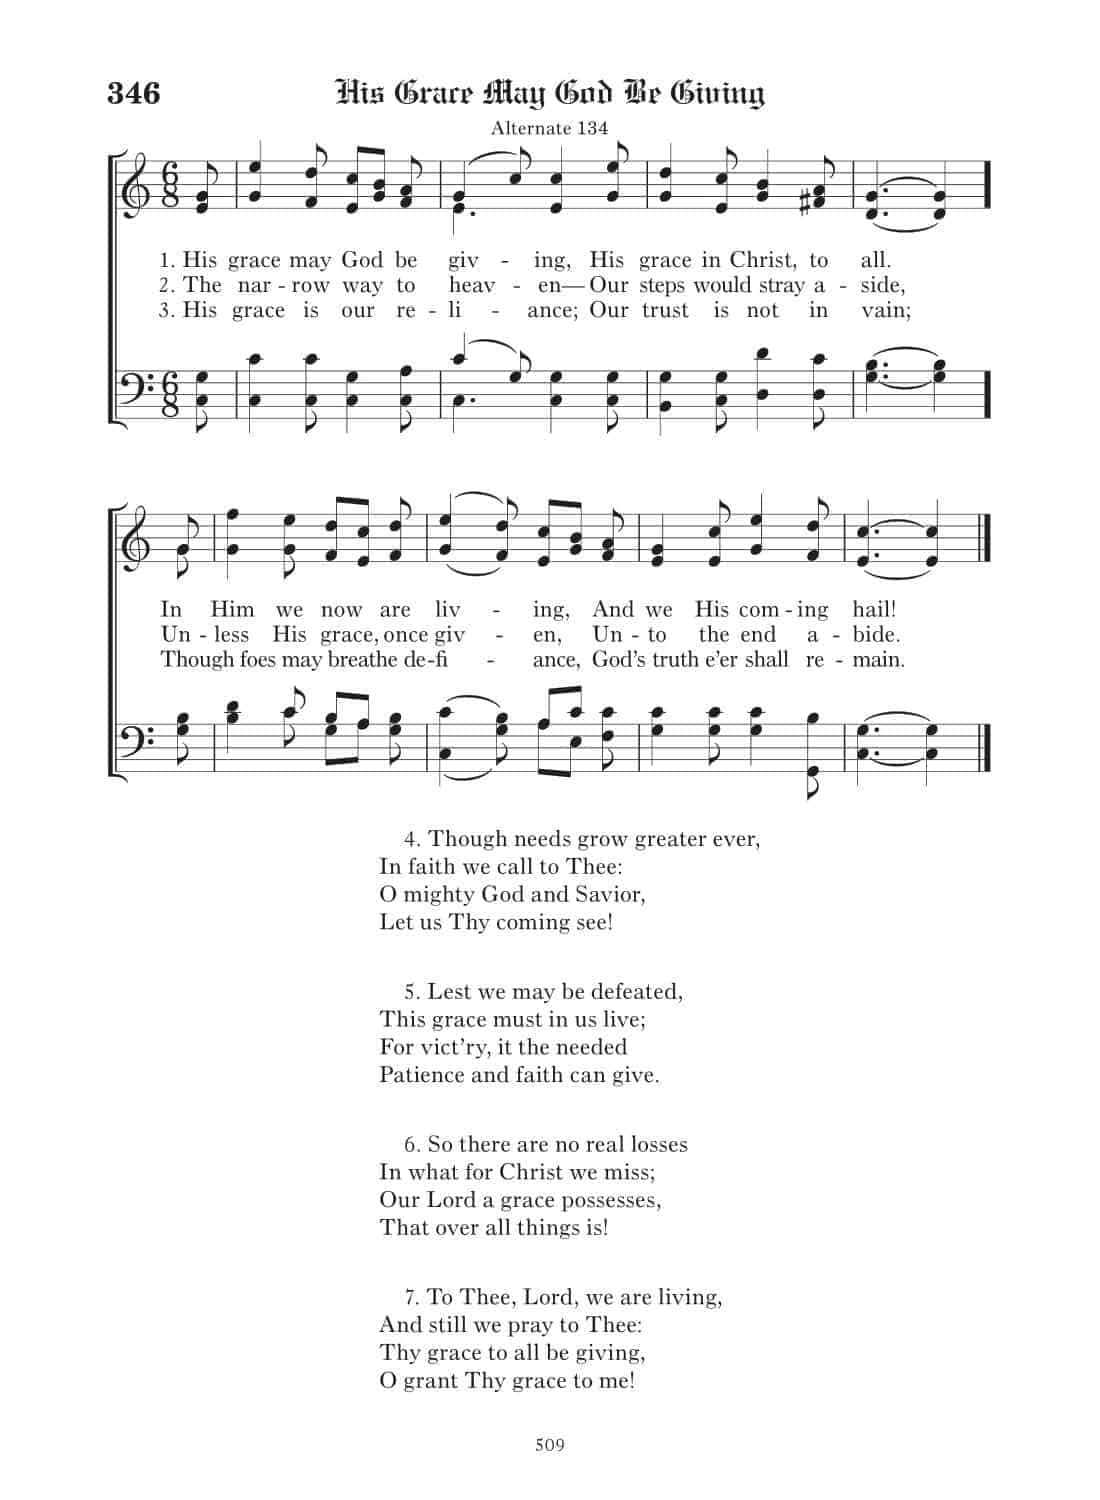 346
His Grace May God Be Giving
Alternate 134
1. His grace may God be giv - ing, His grace in Christ, to all.
2. The nar - row way to heav - en— Our steps would stray a - side,
3. His grace is our re - li - ance; Our trust is not in vain;
In Him we now are liv - ing, And we His com - ing hail!
Un - less His grace, once giv - en, Un - to the end a - bide.
Though foes may breathe de-fi - ance, God's truth e'er shall re - main.
4. Though needs grow greater ever,
In faith we call to Thee:
O mighty God and Savior,
Let us Thy coming see!
5. Lest we may be defeated,
This grace must in us live;
For vict'ry, it the needed
Patience and faith can give.
6. So there are no real losses
In what for Christ we miss;
Our Lord a grace possesses,
That over all things is!
7. To Thee, Lord, we are living,
And still we pray to Thee:
Thy grace to all be giving,
O grant Thy grace to me!
509